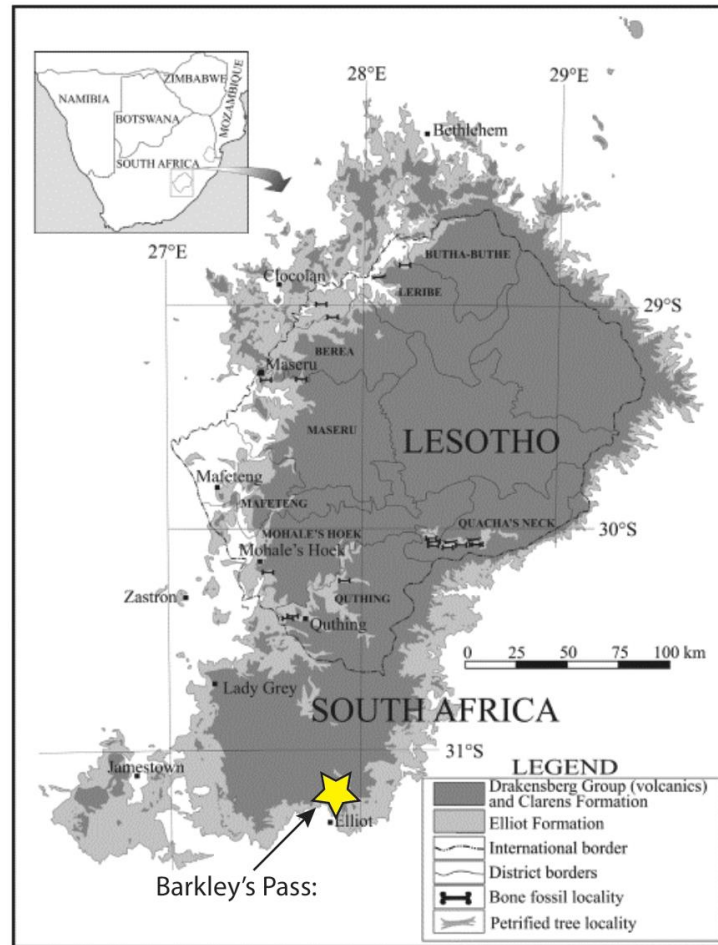 28°E
29°E
ZIMBABWE
NAMIBIA
MOZAMBIQUE
BOTSWANA
SOUTH AFRICA
Bethlehem
27°E
BUTHA-BUTHE
Clocolan
LERIBE
29°S
BEREA
Maseru
MASERU
LESOTHO
Mafeteng
MAFETENG
QUACHA'S NECK
30°S
MOHALE'S HOEK
Mohale's Hoek
QUTHING
Zastron
Quthing
0 25 50 75 100 km
Lady Grey
SOUTH AFRICA
31°S
Jamestown
Elliot
Barkley's Pass:
LEGEND
Drakensberg Group (volcanics)
and Clarens Formation
Elliot Formation
International border
District borders
Bone fossil locality
Petrified tree locality